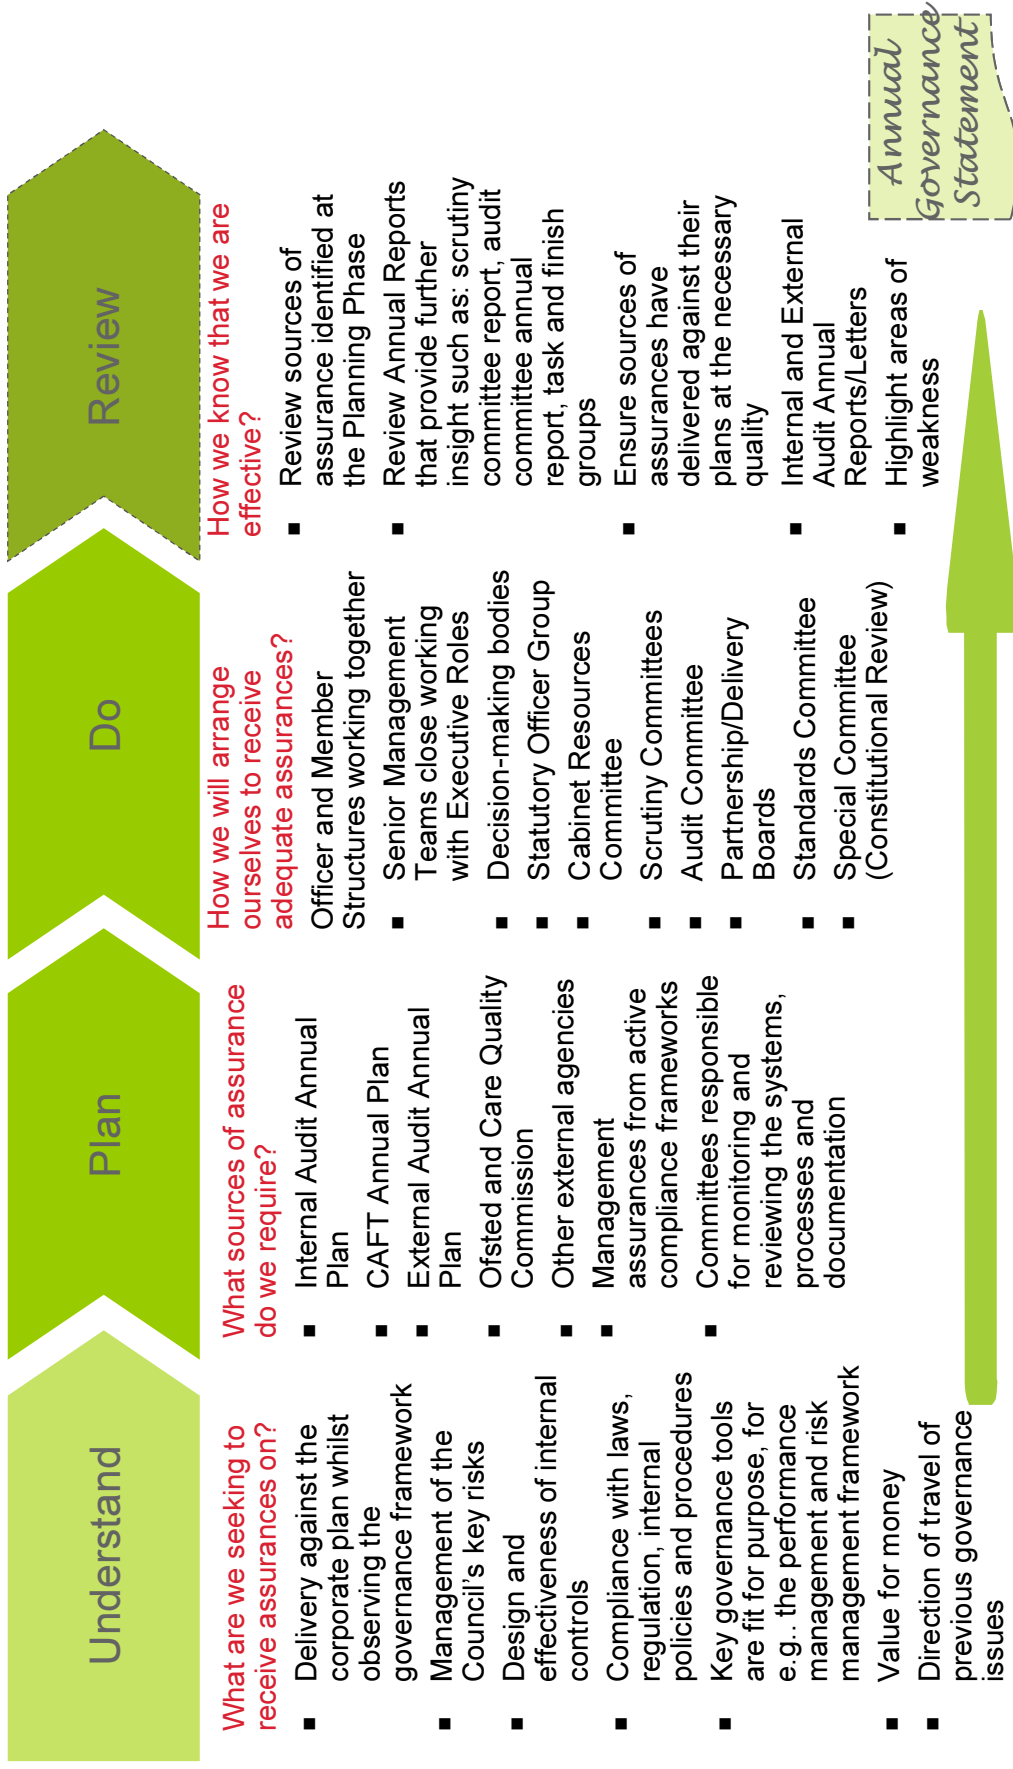 Understand
What are we seeking to
receive assurances on?
▪ Delivery against the
corporate plan whilst
observing the
governance framework
▪ Management of the
Council's key risks
▪ Design and
effectiveness of internal
controls
▪ Compliance with laws,
regulation, internal
policies and procedures
▪ Key governance tools
are fit for purpose, for
e.g.. the performance
management and risk
management framework
▪ Value for money
▪ Direction of travel of
previous governance
issues
Plan
What sources of assurance
do we require?
▪ Internal Audit Annual
Plan
▪ CAFT Annual Plan
▪ External Audit Annual
Plan
▪ Ofsted and Care Quality
Commission
▪ Other external agencies
▪ Management
assurances from active
compliance frameworks
▪ Committees responsible
for monitoring and
reviewing the systems,
processes and
documentation
Do
How we will arrange
ourselves to receive
adequate assurances?
Officer and Member
Structures working together
▪ Senior Management
Teams close working
with Executive Roles
▪ Decision-making bodies
▪ Statutory Officer Group
▪ Cabinet Resources
Committee
▪ Scrutiny Committees
▪ Audit Committee
▪ Partnership/Delivery
Boards
▪ Standards Committee
▪ Special Committee
(Constitutional Review)
Review
How we know that we are
effective?
▪ Review sources of
assurance identified at
the Planning Phase
▪ Review Annual Reports
that provide further
insight such as: scrutiny
committee report, audit
committee annual
report, task and finish
groups
▪ Ensure sources of
assurances have
delivered against their
plans at the necessary
quality
▪ Internal and External
Audit Annual
Reports/Letters
▪ Highlight areas of
weakness
Annual
Governance
Statement